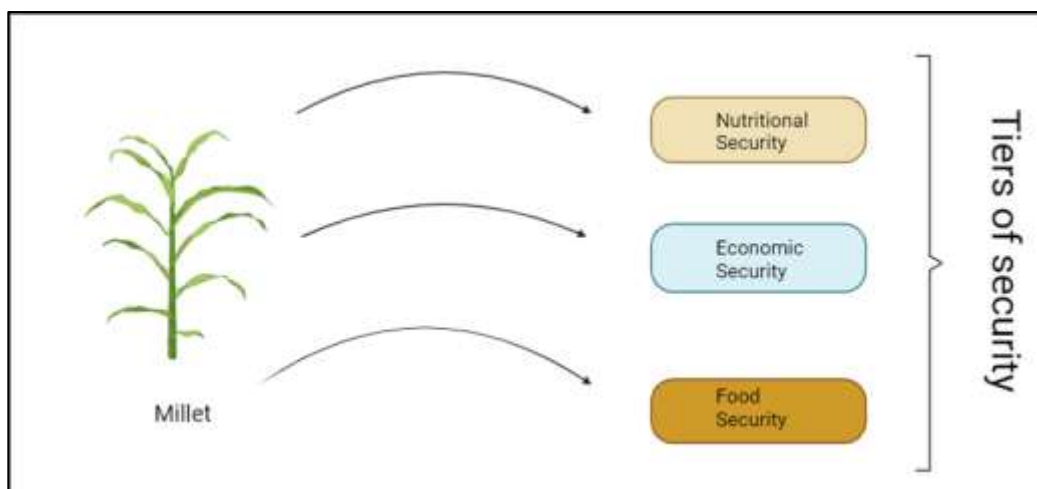 Nutritional
Security
Economic
Security
Food
Security
Millet
Tiers of security